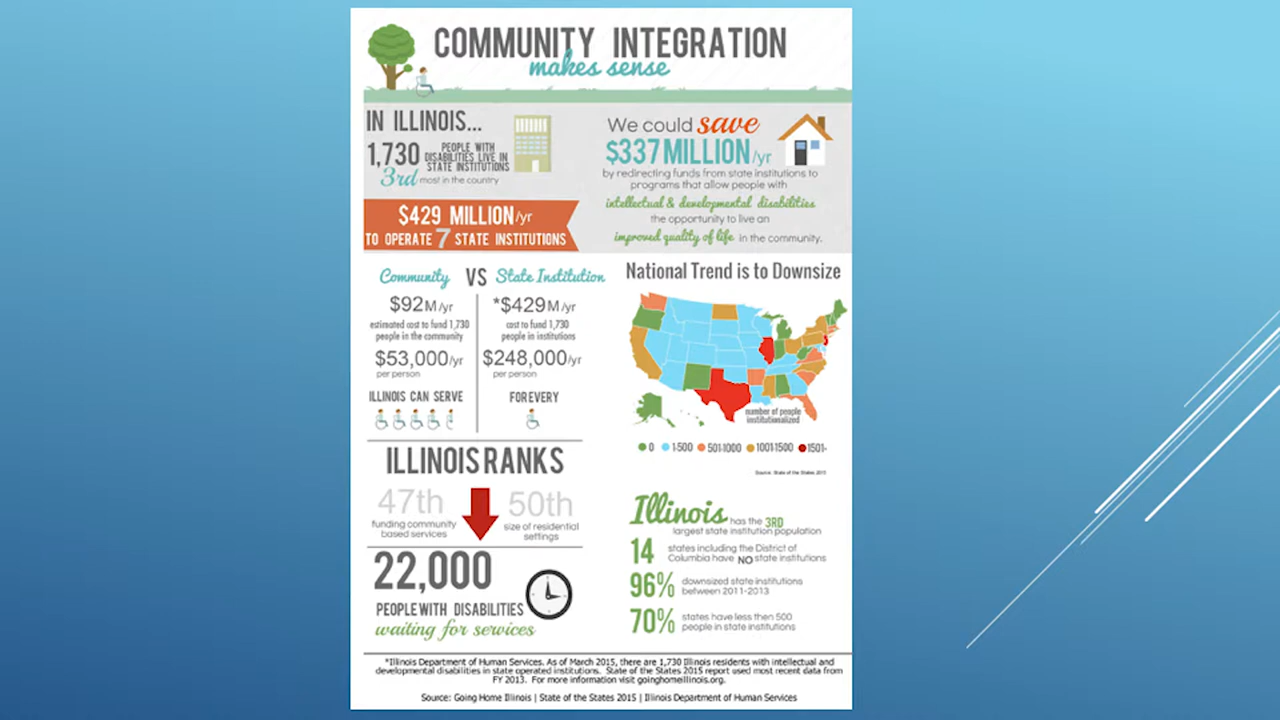 COMMUNITY INTEGRATION
makes sense
IN ILLINOIS...
1,730 PEOPLE WITH
DISABILITIES LIVE IN
STATE INSTITUTIONS
3rd most in the country
$429 MILLION/yr
TO OPERATE 7 STATE INSTITUTIONS
We could save
$337 MILLION/yr
by redirecting funds from state institutions to
programs that allow people with
intellectual & developmental disabilities
the opportunity to live an
improved quality of life in the community.
Community VS State Institution
$92M/yr
estimated cost to fund 1,730
people in the community
$53,000/yr
per person
ILLINOIS CAN SERVE
*$429M/yr
cost to fund 1,730
people in institutions
$248,000/yr
per person
FOR EVERY
National Trend is to Downsize
number of people
institutionalized
0 1-500 501-1000 1001-1500 1501-
Source: State of the States 2015
ILLINOIS RANKS
47th
funding community
based services
50th
size of residential
settings
22,000
PEOPLE WITH DISABILITIES
waiting for services
Illinois has the 3RD
largest state institution population
14 states including the District of
Columbia have NO state institutions
96% downsized state institutions
between 2011-2013
70% states have less then 500
people in state institutions
*Illinois Department of Human Services. As of March 2015, there are 1,730 Illinois residents with intellectual and
developmental disabilities in state operated institutions. State of the States 2015 report used most recent data from
FY 2013. For more information visit goinghomeillinois.org.
Source: Going Home Illinois | State of the States 2015 | Illinois Department of Human Services